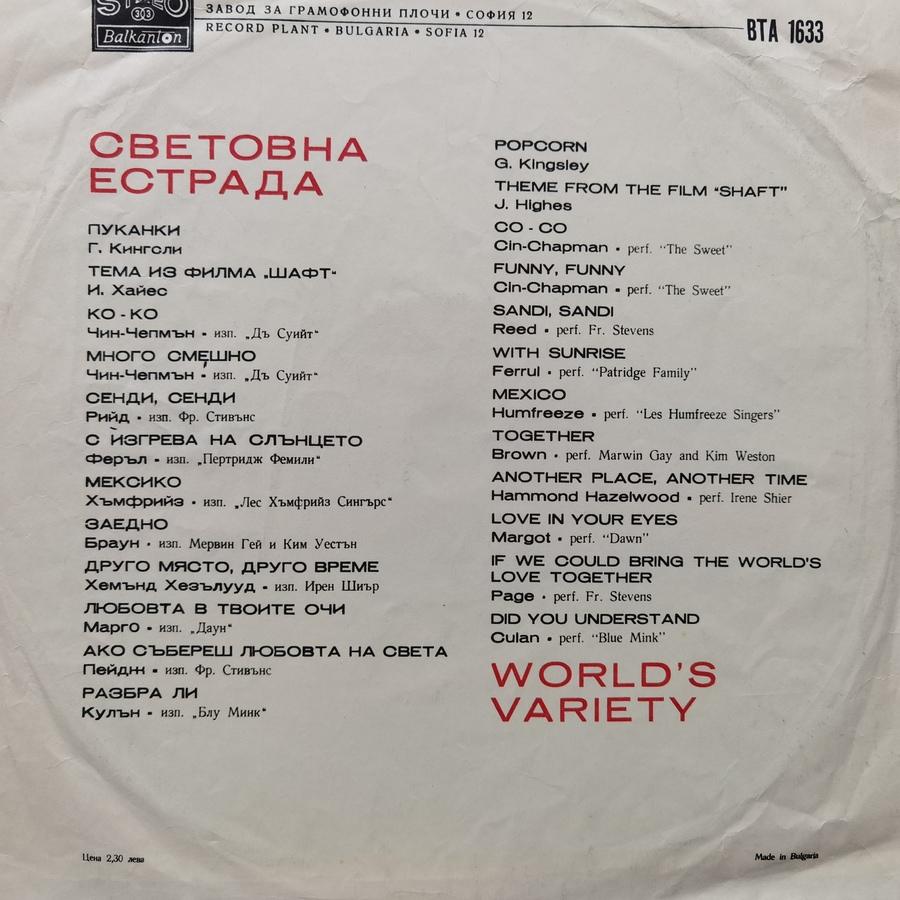 STEREO
33
Balkanton
ЗАВОД ЗА ГРАМОФОННИ ПЛОЧИ • СОФИЯ 12
RECORD PLANT • BULGARIA • SOFIA 12
ВТА 1633
СВЕТОВНА
ЕСТРАДА
ПУКАНКИ
Г. Кингсли
ТЕМА ИЗ ФИЛМА „ШАФТ“
И. Хайес
КО - КО
Чин-Чепмън • изп. „Дъ Суийт“
МНОГО СМЕШНО
Чин-Чепмън • изп. „Дъ Суийт“
СЕНДИ, СЕНДИ
Рийд • изп. Фр. Стивънс
С ИЗГРЕВА НА СЛЪНЦЕТО
Феръл • изп. „Пертридж Фемили“
МЕКСИКО
Хъмфрийз • изп. „Лес Хъмфрийз Сингърс“
ЗАЕДНО
Браун • изп. Мервин Гей и Ким Уестън
ДРУГО МЯСТО, ДРУГО ВРЕМЕ
Хемънд Хезълууд • изп. Ирен Шиър
ЛЮБОВТА В ТВОИТЕ ОЧИ
Марго • изп. „Даун“
АКО СЪБЕРЕШ ЛЮБОВТА НА СВЕТА
Пейдж • изп. Фр. Стивънс
РАЗБРА ЛИ
Кулън • изп. „Блу Минк“
POPCORN
G. Kingsley
THEME FROM THE FILM “SHAFT”
J. Highes
CO - CO
Cin-Chapman • perf. “The Sweet”
FUNNY, FUNNY
Cin-Chapman • perf. “The Sweet”
SANDI, SANDI
Reed • perf. Fr. Stevens
WITH SUNRISE
Ferrul • perf. “Patridge Family”
MEXICO
Humfreeze • perf. “Les Humfreeze Singers”
TOGETHER
Brown • perf. Marwin Gay and Kim Weston
ANOTHER PLACE, ANOTHER TIME
Hammond Hazelwood • perf. Irene Shier
LOVE IN YOUR EYES
Margot • perf. “Dawn”
IF WE COULD BRING THE WORLD'S
LOVE TOGETHER
Page • perf. Fr. Stevens
DID YOU UNDERSTAND
Culan • perf. “Blue Mink”
WORLD'S
VARIETY
Цена 2,30 лева
Made in Bulgaria